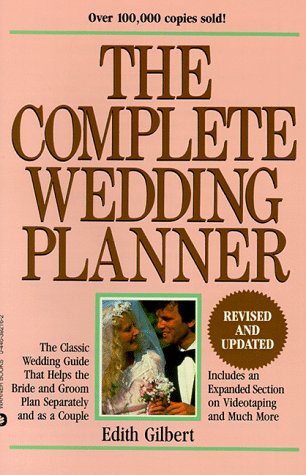 Over 100,000 copies sold!
THE
COMPLETE
WEDDING
PLANNER
REVISED
AND
UPDATED
The Classic
Wedding Guide
That Helps the
Bride and Groom
Plan Separately
and as a Couple
Includes an
Expanded Section
on Videotaping
and Much More
Edith Gilbert
WARNER BOOKS